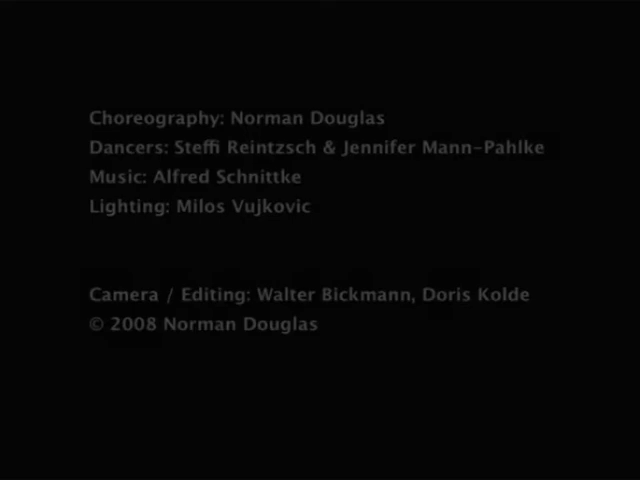 Choreography: Norman Douglas
Dancers: Steffi Reintzsch & Jennifer Mann-Pahlke
Music: Alfred Schnittke
Lighting: Milos Vujkovic
Camera / Editing: Walter Bickmann, Doris Kolde
© 2008 Norman Douglas